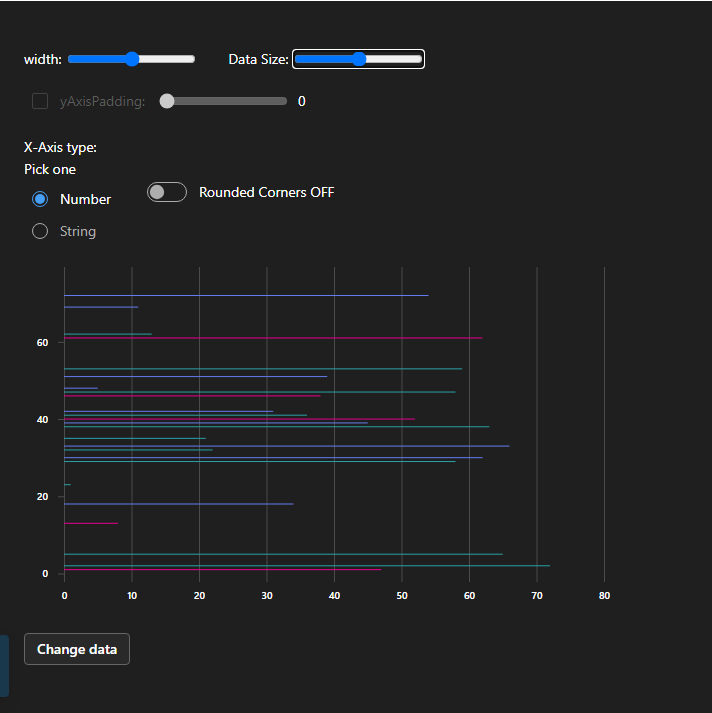 width: Data Size:
yAxisPadding: 0
X-Axis type:
Pick one
Number Rounded Corners OFF
String
60
40
20
0
0 10 20 30 40 50 60 70 80
Change data